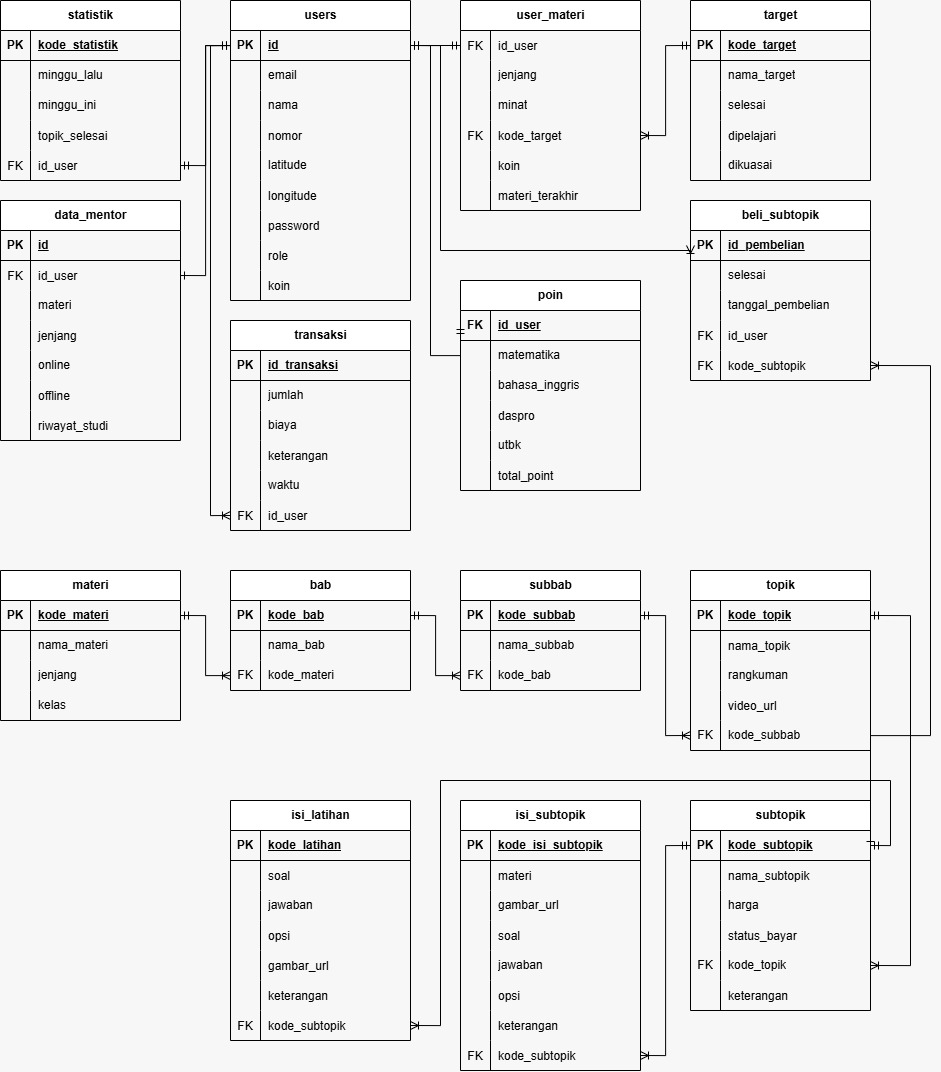 statistik
PK kode_statistik
minggu_lalu
minggu_ini
topik_selesai
FK id_user
users
PK id
email
nama
nomor
latitude
longitude
password
role
koin
user_materi
FK id_user
jenjang
minat
FK kode_target
koin
materi_terakhir
target
PK kode_target
nama_target
selesai
dipelajari
dikuasai
data_mentor
PK id
FK id_user
materi
jenjang
online
offline
riwayat_studi
transaksi
PK id_transaksi
jumlah
biaya
keterangan
waktu
FK id_user
poin
FK id_user
matematika
bahasa_inggris
daspro
utbk
total_point
beli_subtopik
PK id_pembelian
selesai
tanggal_pembelian
FK id_user
FK kode_subtopik
materi
PK kode_materi
nama_materi
jenjang
kelas
bab
PK kode_bab
nama_bab
FK kode_materi
subbab
PK kode_subbab
nama_subbab
FK kode_bab
topik
PK kode_topik
nama_topik
rangkuman
video_url
FK kode_subbab
isi_latihan
PK kode_latihan
soal
jawaban
opsi
gambar_url
keterangan
FK kode_subtopik
isi_subtopik
PK kode_isi_subtopik
materi
gambar_url
soal
jawaban
opsi
keterangan
FK kode_subtopik
subtopik
PK kode_subtopik
nama_subtopik
harga
status_bayar
FK kode_topik
keterangan